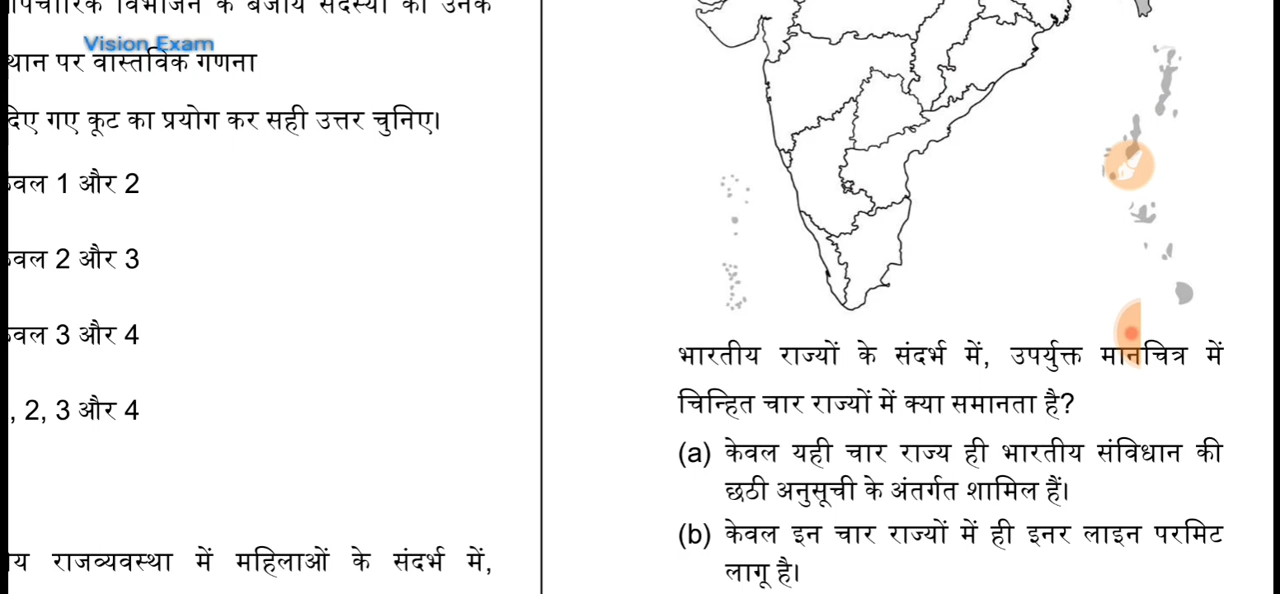 Vision Exam
थान पर वास्तविक गणना
दिए गए कूट का प्रयोग कर सही उत्तर चुनिए।
वल 1 और 2
वल 2 और 3
वल 3 और 4
, 2, 3 और 4
य राजव्यवस्था में महिलाओं के संदर्भ में,
भारतीय राज्यों के संदर्भ में, उपर्युक्त मानचित्र में
चिन्हित चार राज्यों में क्या समानता है?
(a) केवल यही चार राज्य ही भारतीय संविधान की
छठी अनुसूची के अंतर्गत शामिल हैं।
(b) केवल इन चार राज्यों में ही इनर लाइन परमिट
लागू है।